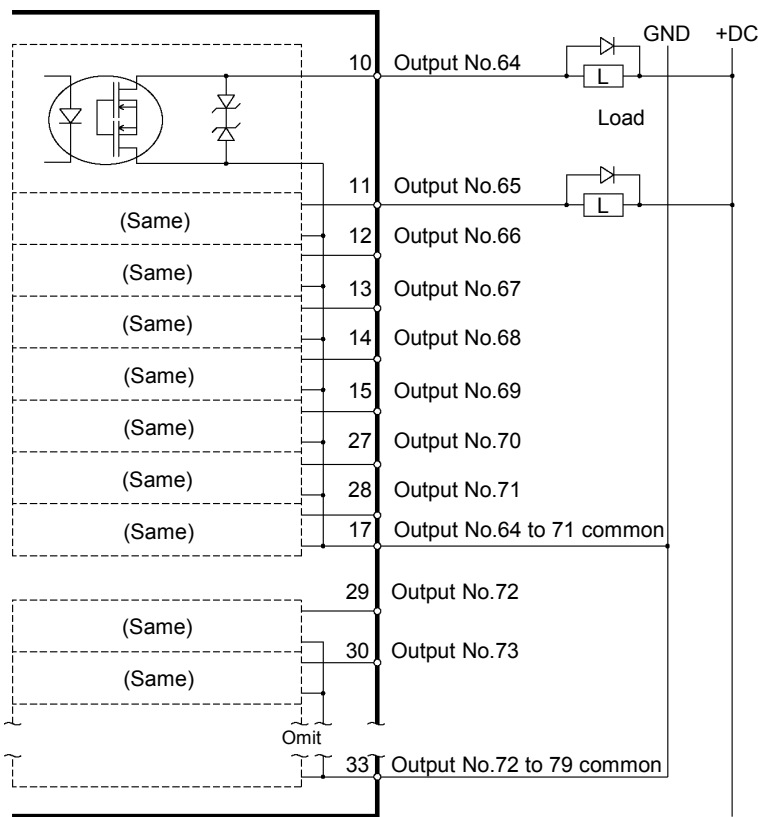 GND +DC
10 Output No.64
L
Load
11 Output No.65
L
(Same)
12 Output No.66
(Same)
13 Output No.67
(Same)
14 Output No.68
(Same)
15 Output No.69
(Same)
27 Output No.70
(Same)
28 Output No.71
(Same)
17 Output No.64 to 71 common
29 Output No.72
(Same)
30 Output No.73
(Same)
Omit
33 Output No.72 to 79 common